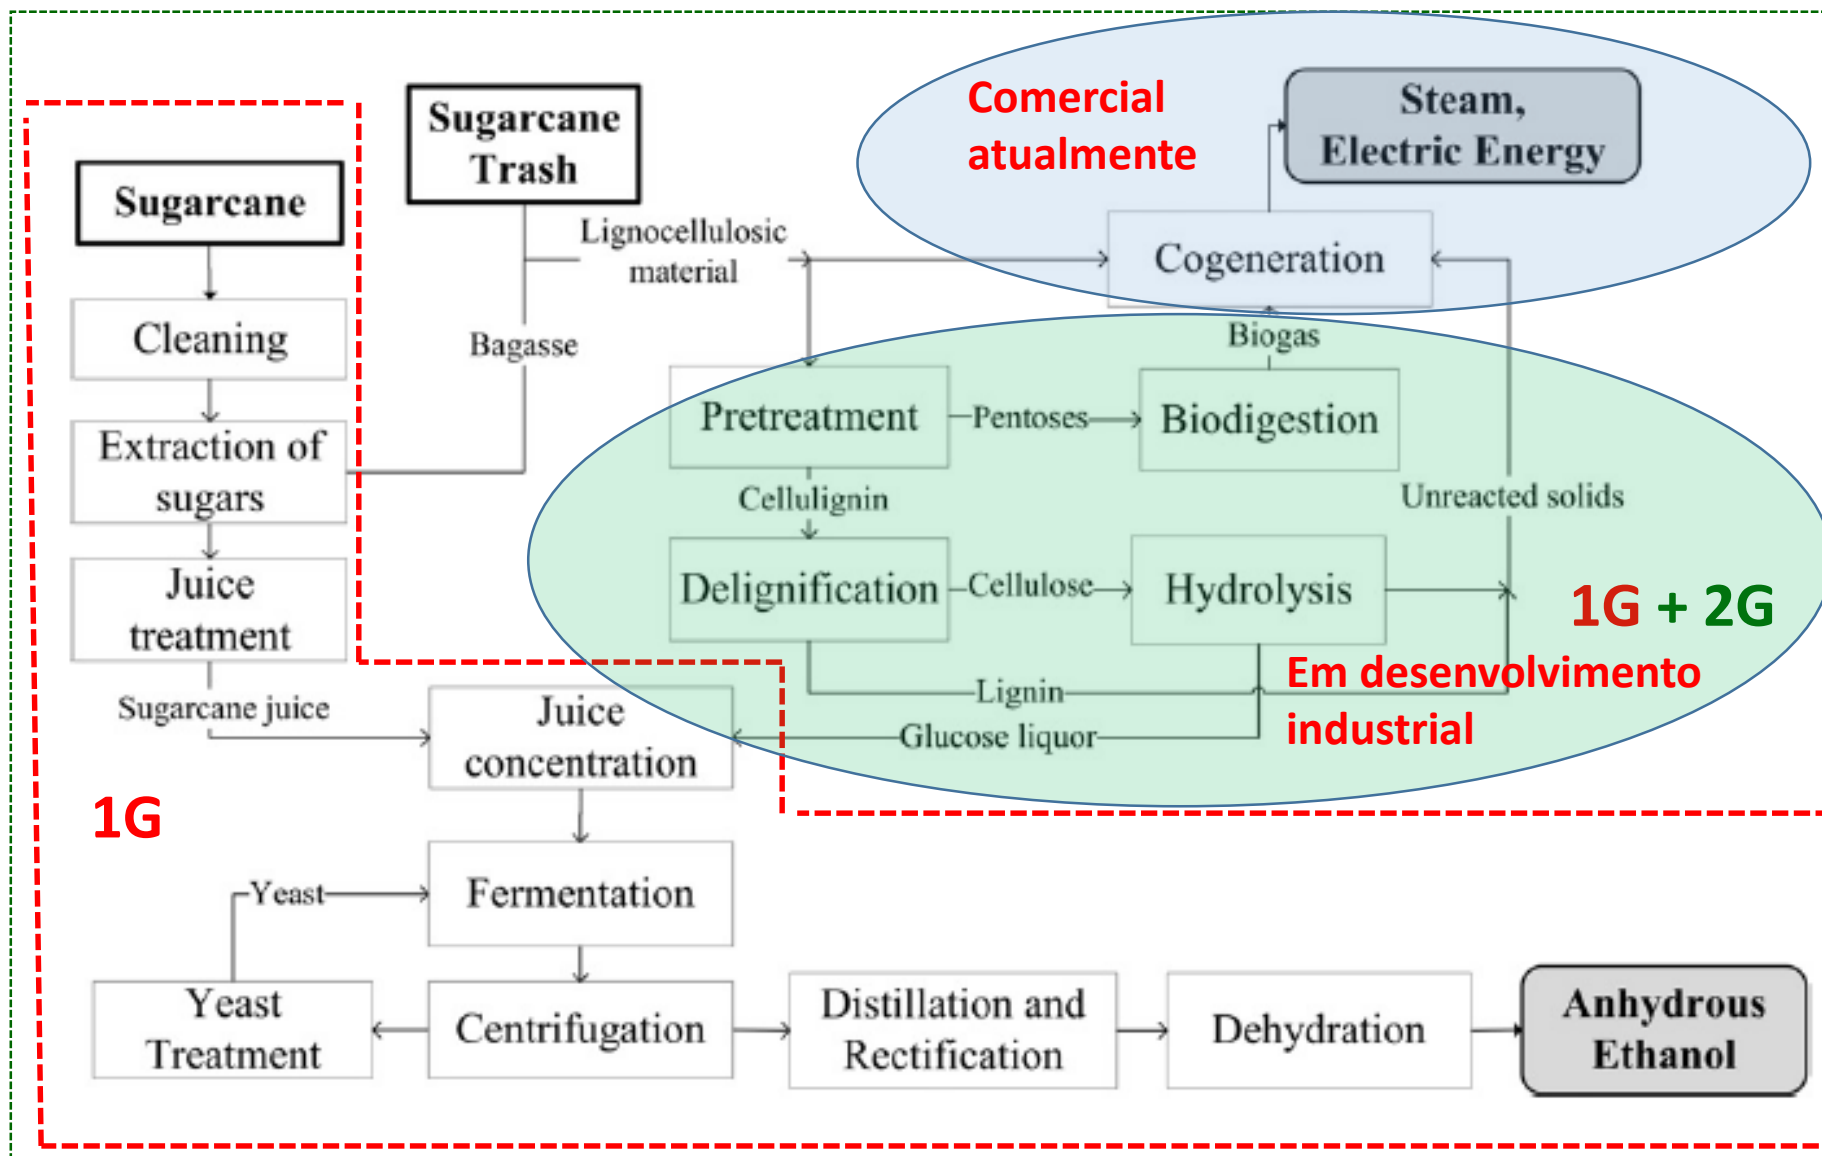 Comercial
atualmente
Steam,
Electric Energy
Sugarcane
Trash
Sugarcane
Lignocellulosic
material
Cogeneration
Cleaning
Bagasse
Biogas
Pretreatment
Pentoses
Biodigestion
Extraction of
sugars
Cellulignin
Unreacted solids
Juice
treatment
Delignification
Cellulose
Hydrolysis
1G + 2G
Em desenvolvimento
industrial
Lignin
Sugarcane juice
Juice
concentration
Glucose liquor
1G
Yeast
Fermentation
Yeast
Treatment
Centrifugation
Distillation and
Rectification
Dehydration
Anhydrous
Ethanol